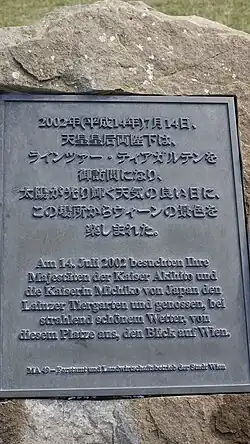 2002年(平成14年)7月14日、
天皇皇后両陛下は、
ラインツァー・ティアガルテンを
御訪問になり、
太陽が光り輝く天気の良い日に、
この場所からウィーンの景色を
楽しまれた。
Am 14. Juli 2002 besuchten Ihre
Majestäten der Kaiser Akihito und
die Kaiserin Michiko von Japan den
Lainzer Tiergarten und genossen, bei
strahlend schönem Wetter, von
diesem Platze aus, den Blick auf Wien.
MA 49 – Forstamt und Landwirtschaftsbetrieb der Stadt Wien